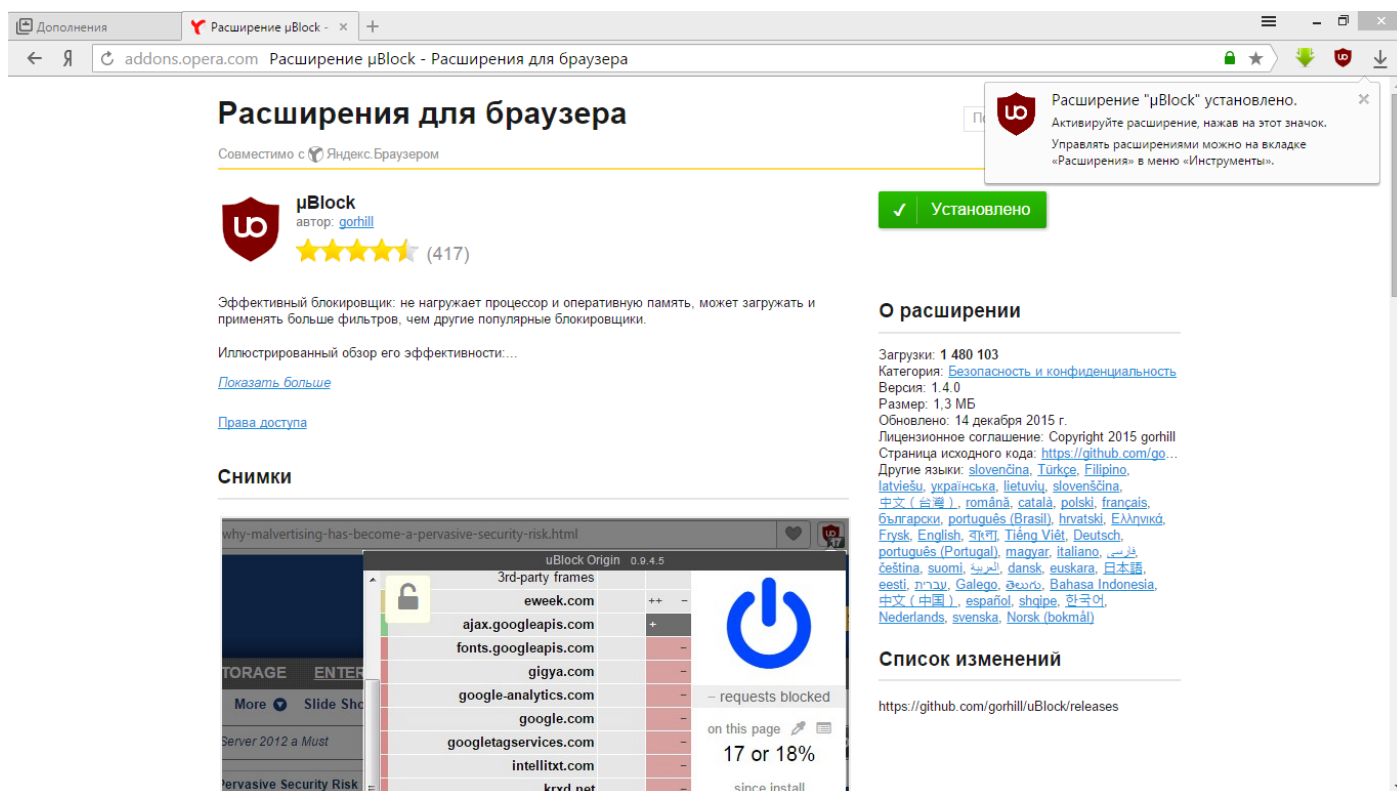 Дополнения
Расширение µBlock -
addons.opera.com Расширение µBlock - Расширения для браузера
Расширения для браузера
Совместимо с Яндекс.Браузером
Расширение "µBlock" установлено.
Активируйте расширение, нажав на этот значок.
Управлять расширениями можно на вкладке
«Расширения» в меню «Инструменты».
µBlock
автор: gorhill
(417)
Установлено
Эффективный блокировщик: не нагружает процессор и оперативную память, может загружать и
применять больше фильтров, чем другие популярные блокировщики.
Иллюстрированный обзор его эффективности:...
Показать больше
Права доступа
Снимки
why-malvertising-has-become-a-pervasive-security-risk.html
uBlock Origin 0.9.4.5
3rd-party frames
eweek.com ++ –
ajax.googleapis.com +
fonts.googleapis.com –
gigya.com –
google-analytics.com –
google.com –
googletagservices.com –
intellitxt.com –
krxd.net –
– requests blocked
on this page
17 or 18%
since install
TORAGE ENTER
More Slide Sho
Server 2012 a Must
Pervasive Security Risk
О расширении
Загрузки: 1 480 103
Категория: Безопасность и конфиденциальность
Версия: 1.4.0
Размер: 1,3 МБ
Обновлено: 14 декабря 2015 г.
Лицензионное соглашение: Copyright 2015 gorhill
Страница исходного кода: https://github.com/go...
Другие языки: slovenčina, Türkçe, Filipino,
latviešu, українська, lietuvių, slovenščina,
中文（台灣）, română, català, polski, français,
български, português (Brasil), hrvatski, Ελληνικά,
Frysk, English, বাংলা, Tiếng Việt, Deutsch,
português (Portugal), magyar, italiano, فارسی,
čeština, suomi, العربية, dansk, euskara, 日本語,
eesti, עברית, Galego, తెలుగు, Bahasa Indonesia,
中文（中国）, español, shqipe, 한국어,
Nederlands, svenska, Norsk (bokmål)
Список изменений
https://github.com/gorhill/uBlock/releases